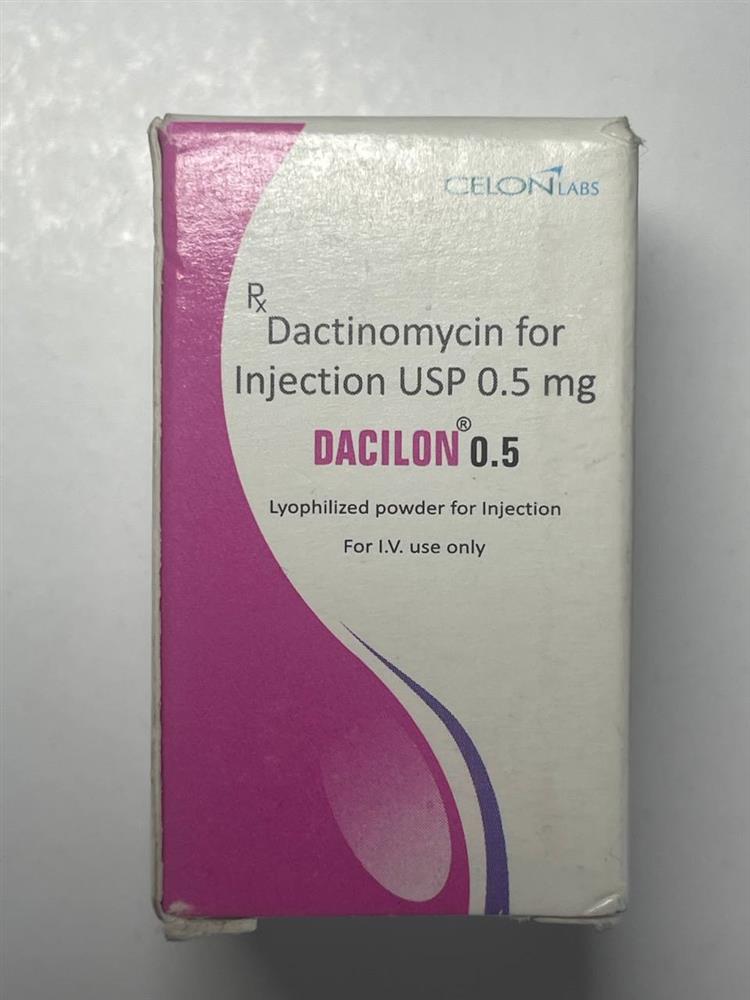 CELON LABS
Rx
Dactinomycin for
Injection USP 0.5 mg
DACILON® 0.5
Lyophilized powder for Injection
For I.V. use only